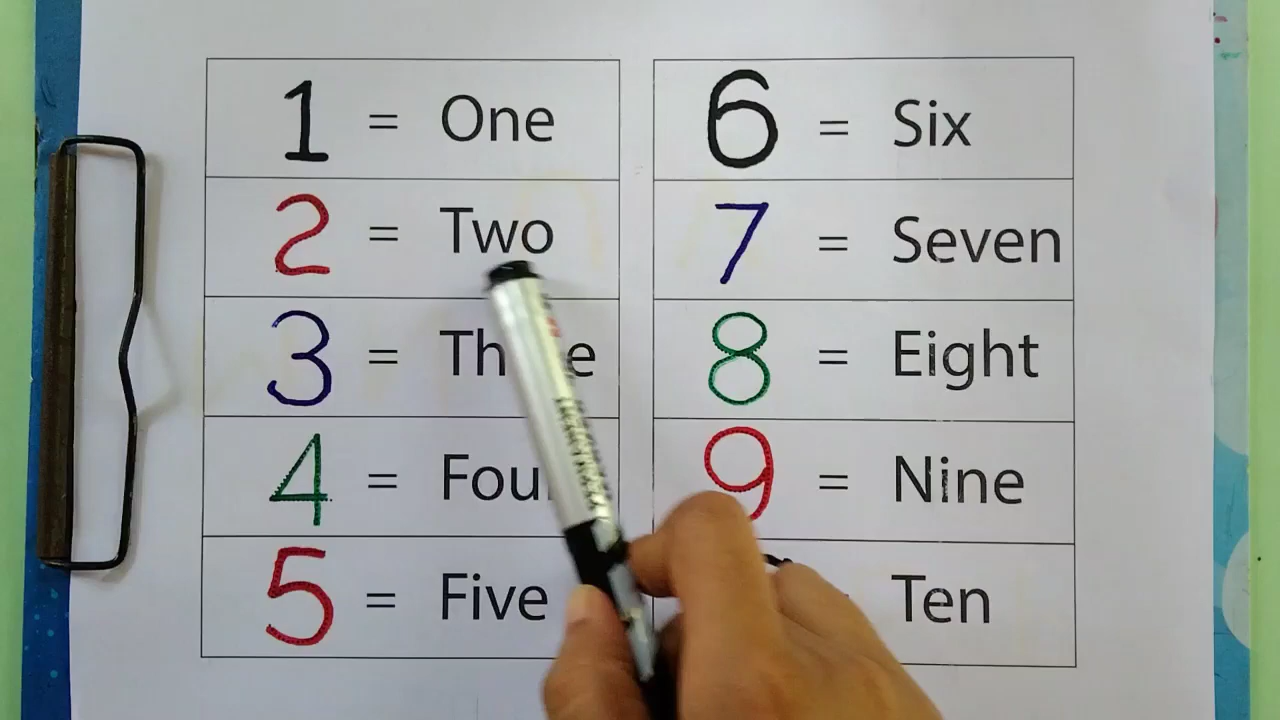 1 = One
2 = Two
3 =
4 =
5 = Five
6 = Six
7 = Seven
8 = Eight
9 = Nine
Ten